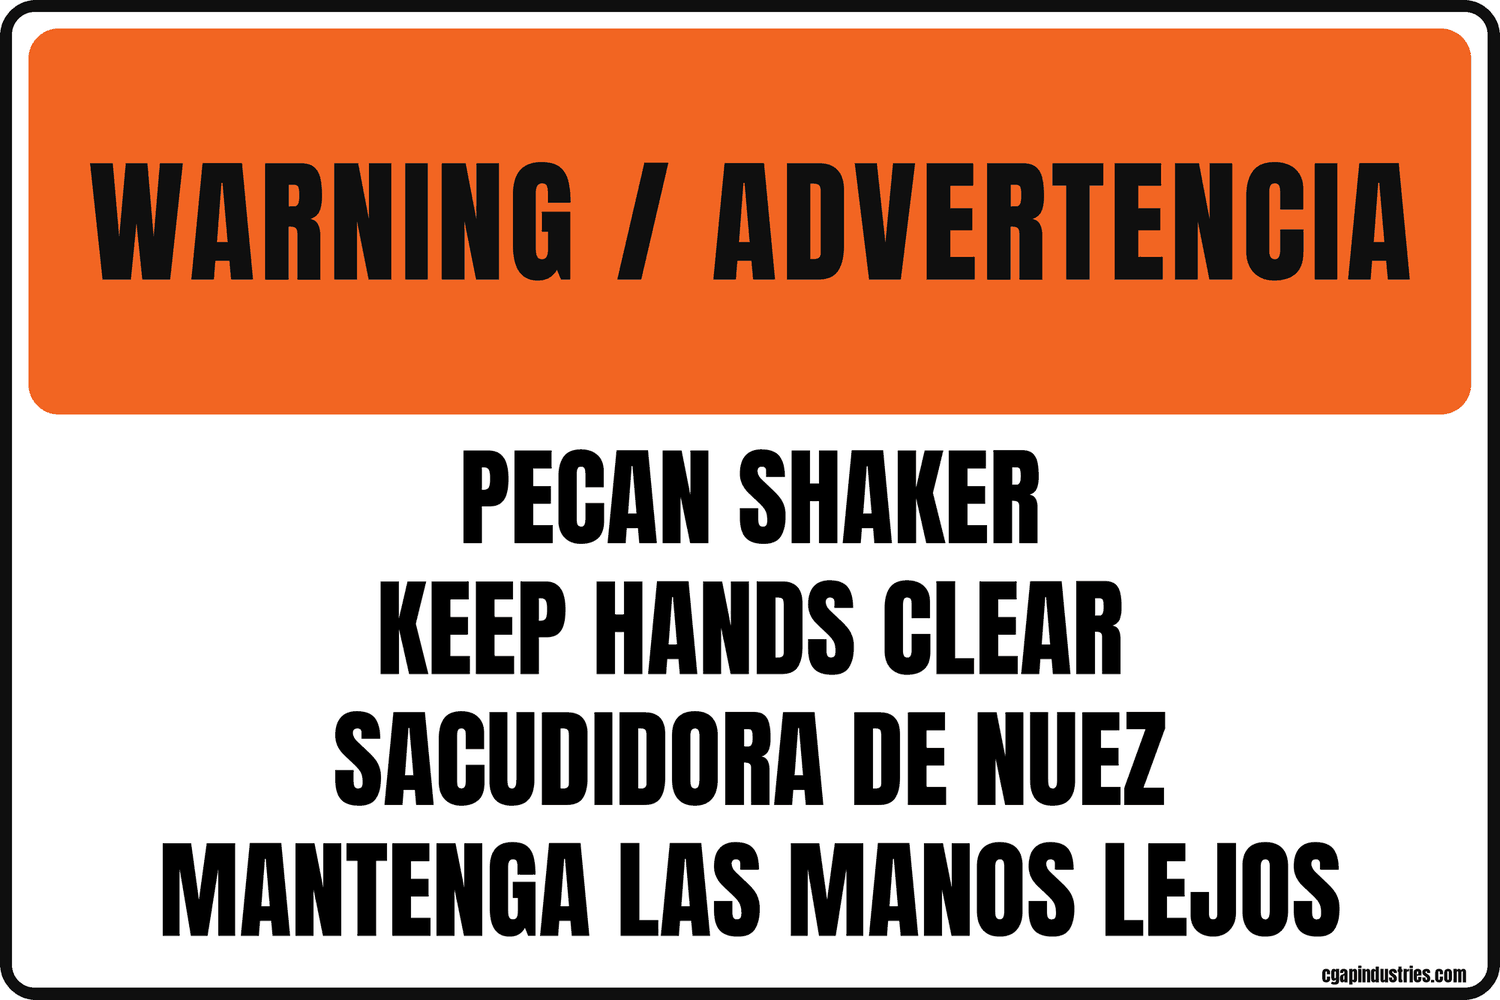 WARNING / ADVERTENCIA
PECAN SHAKER
KEEP HANDS CLEAR
SACUDIDORA DE NUEZ
MANTENGA LAS MANOS LEJOS
cgapindustries.com